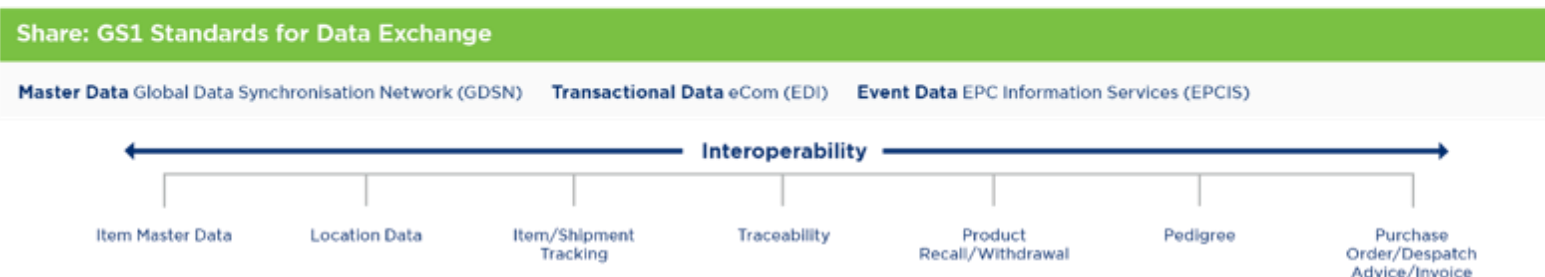 Share: GS1 Standards for Data Exchange
Master Data Global Data Synchronisation Network (GDSN) Transactional Data eCom (EDI) Event Data EPC Information Services (EPCIS)
Interoperability
Item Master Data
Location Data
Item/Shipment
Tracking
Traceability
Product
Recall/Withdrawal
Pedigree
Purchase
Order/Despatch
Advice/Invoice